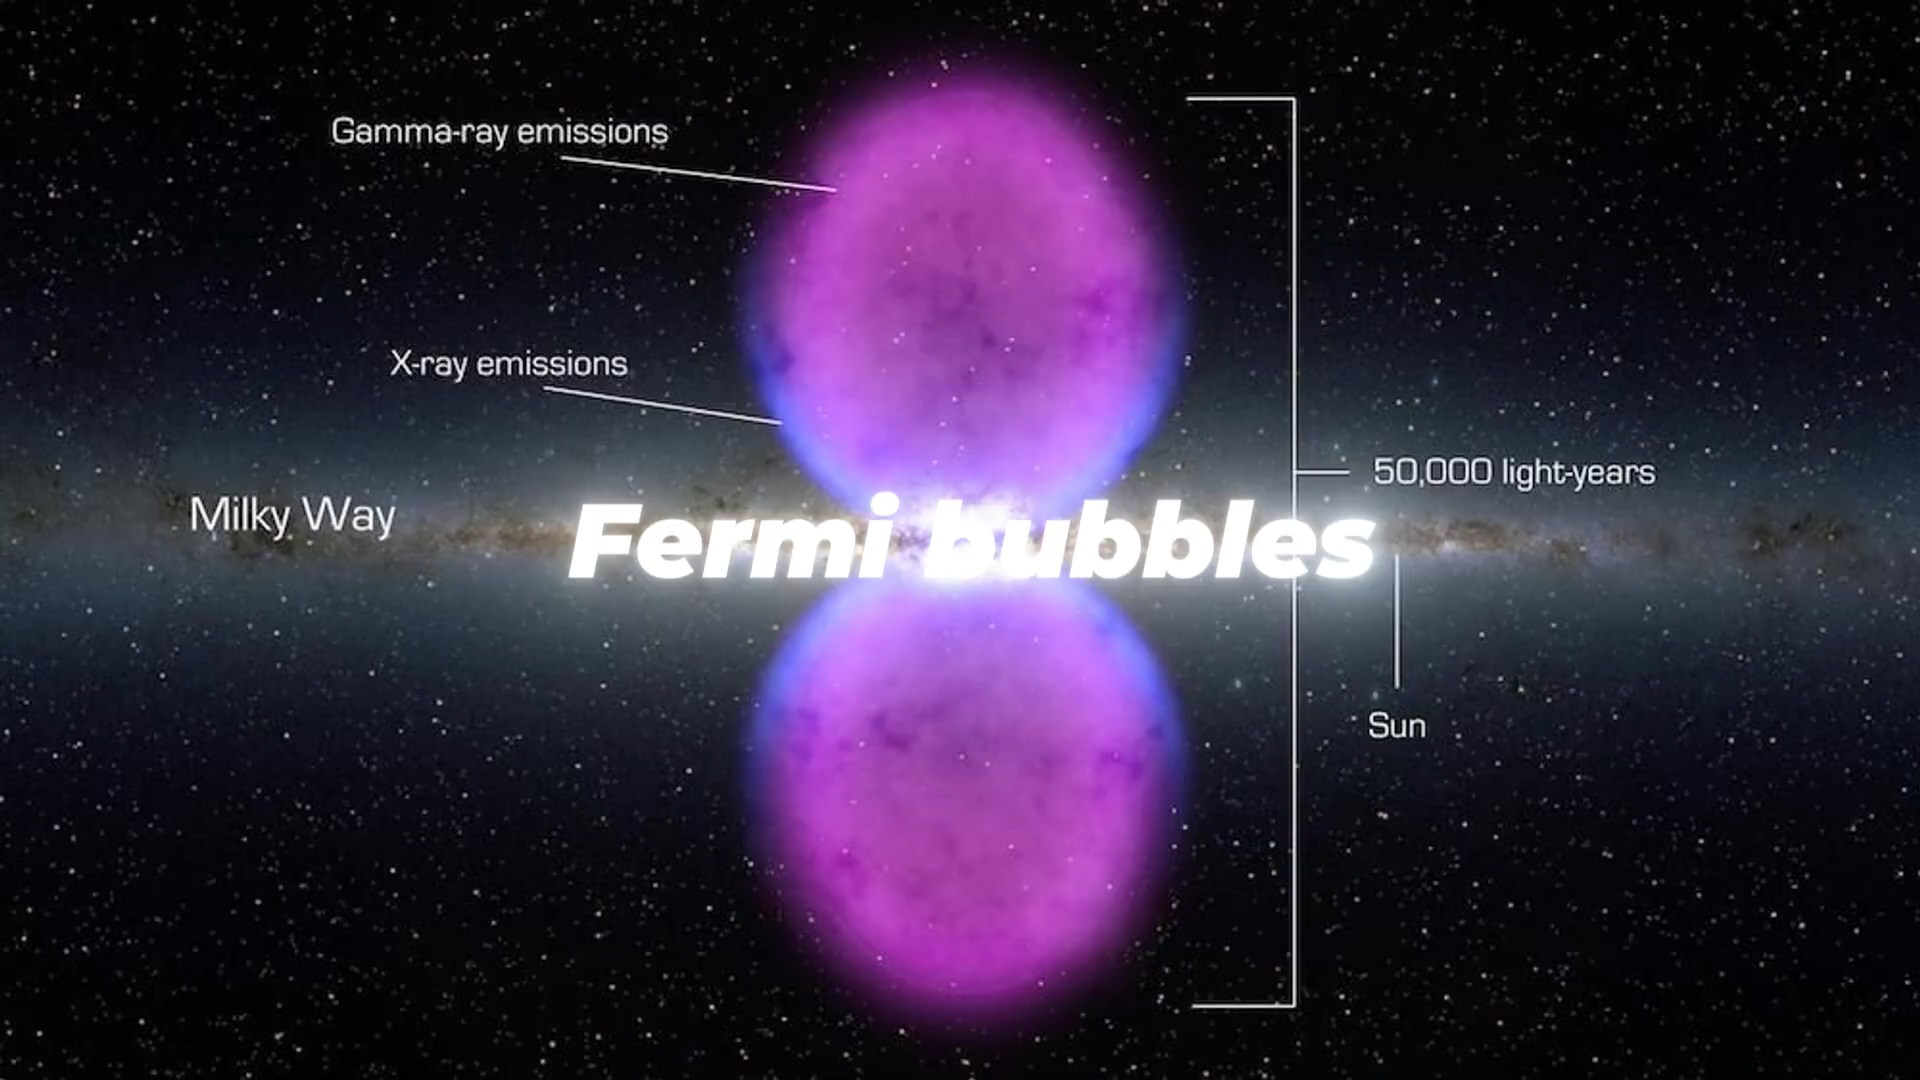 Gamma-ray emissions
X-ray emissions
50,000 light-years
Milky Way
Fermi bubbles
Sun